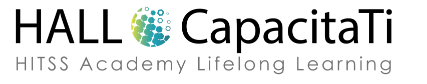 HALL CapacitaTi
HITSS Academy Lifelong Learning